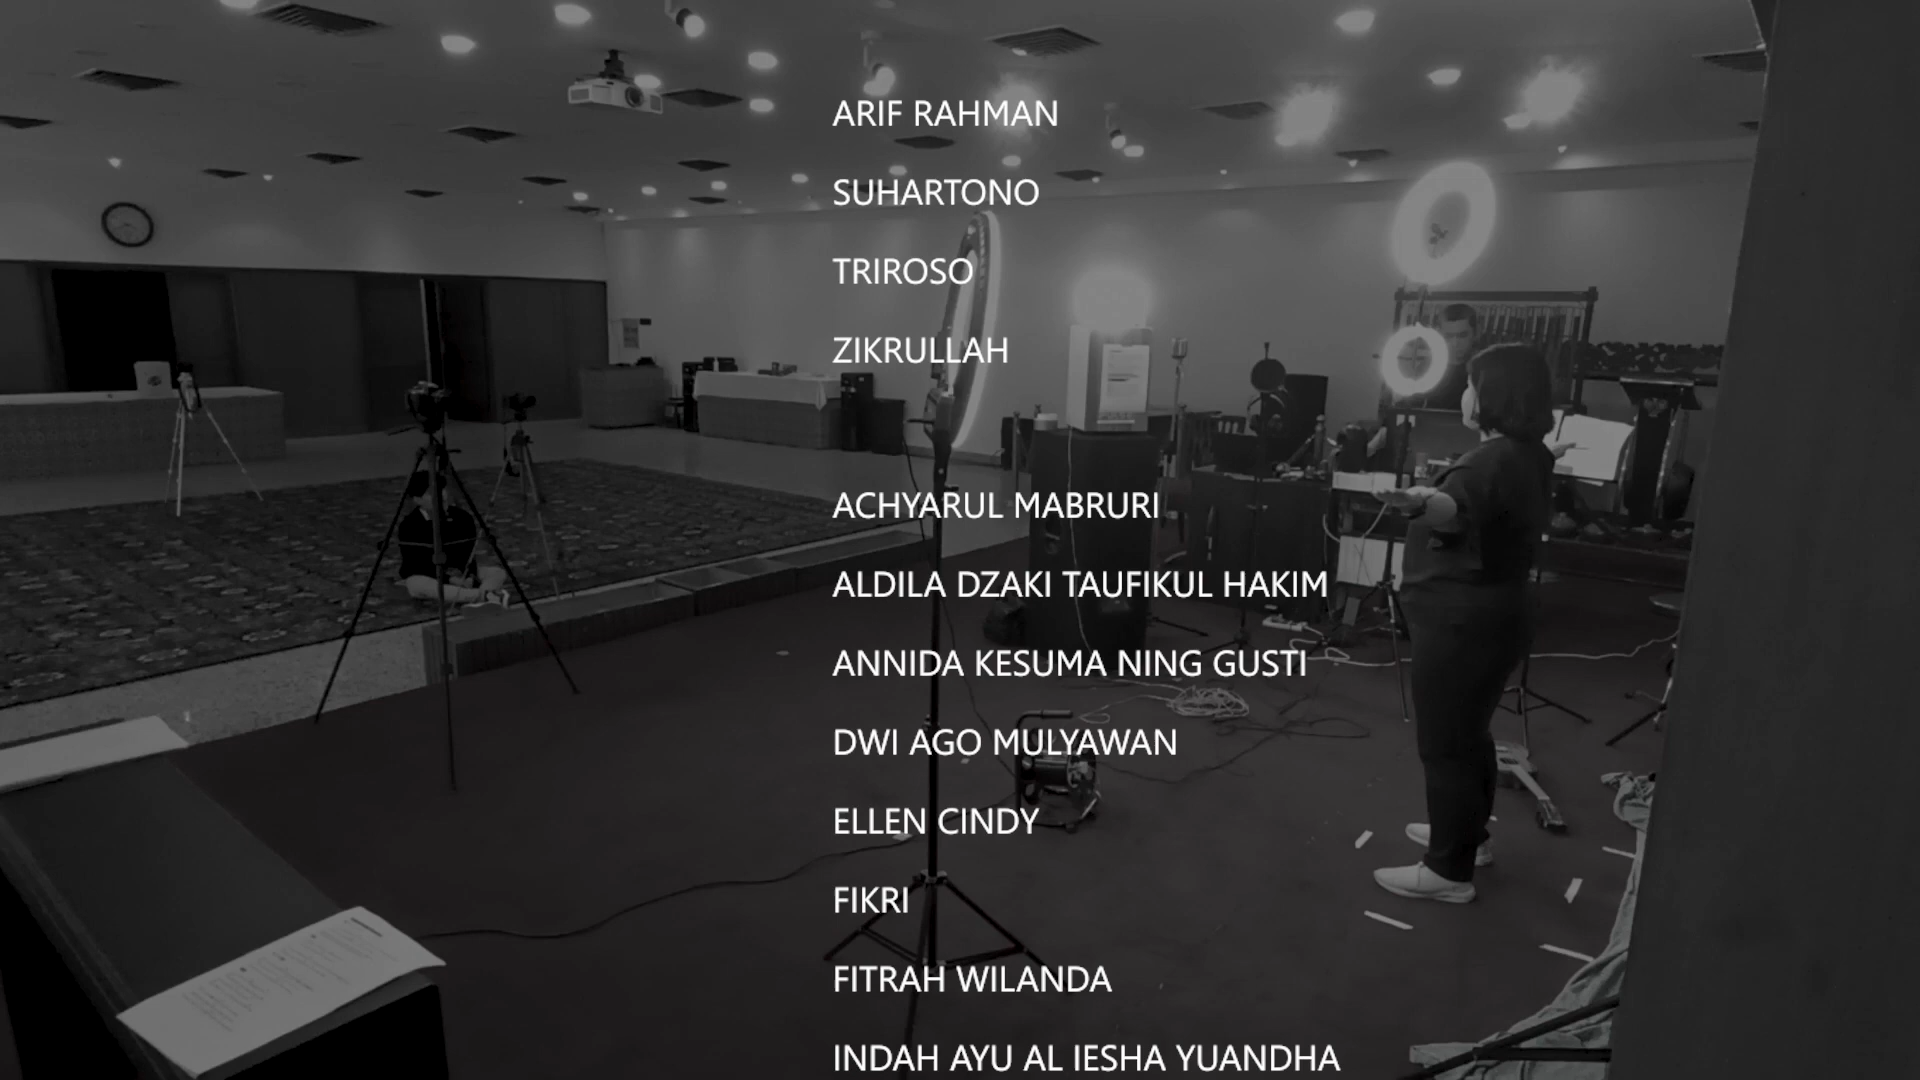 ARIF RAHMAN
SUHARTONO
TRIROSO
ZIKRULLAH
ACHYARUL MABRURI
ALDILA DZAKI TAUFIKUL HAKIM
ANNIDA KESUMA NING GUSTI
DWI AGO MULYAWAN
ELLEN CINDY
FIKRI
FITRAH WILANDA
INDAH AYU AL IESHA YUANDHA